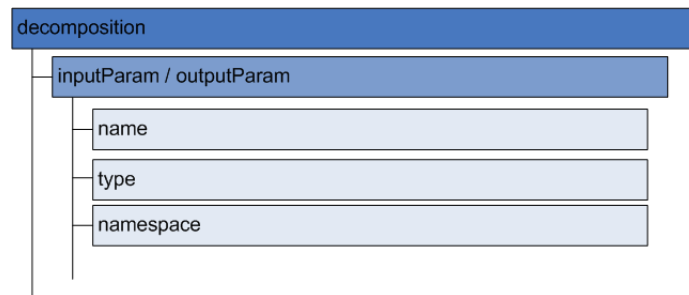 decomposition
inputParam / outputParam
name
type
namespace